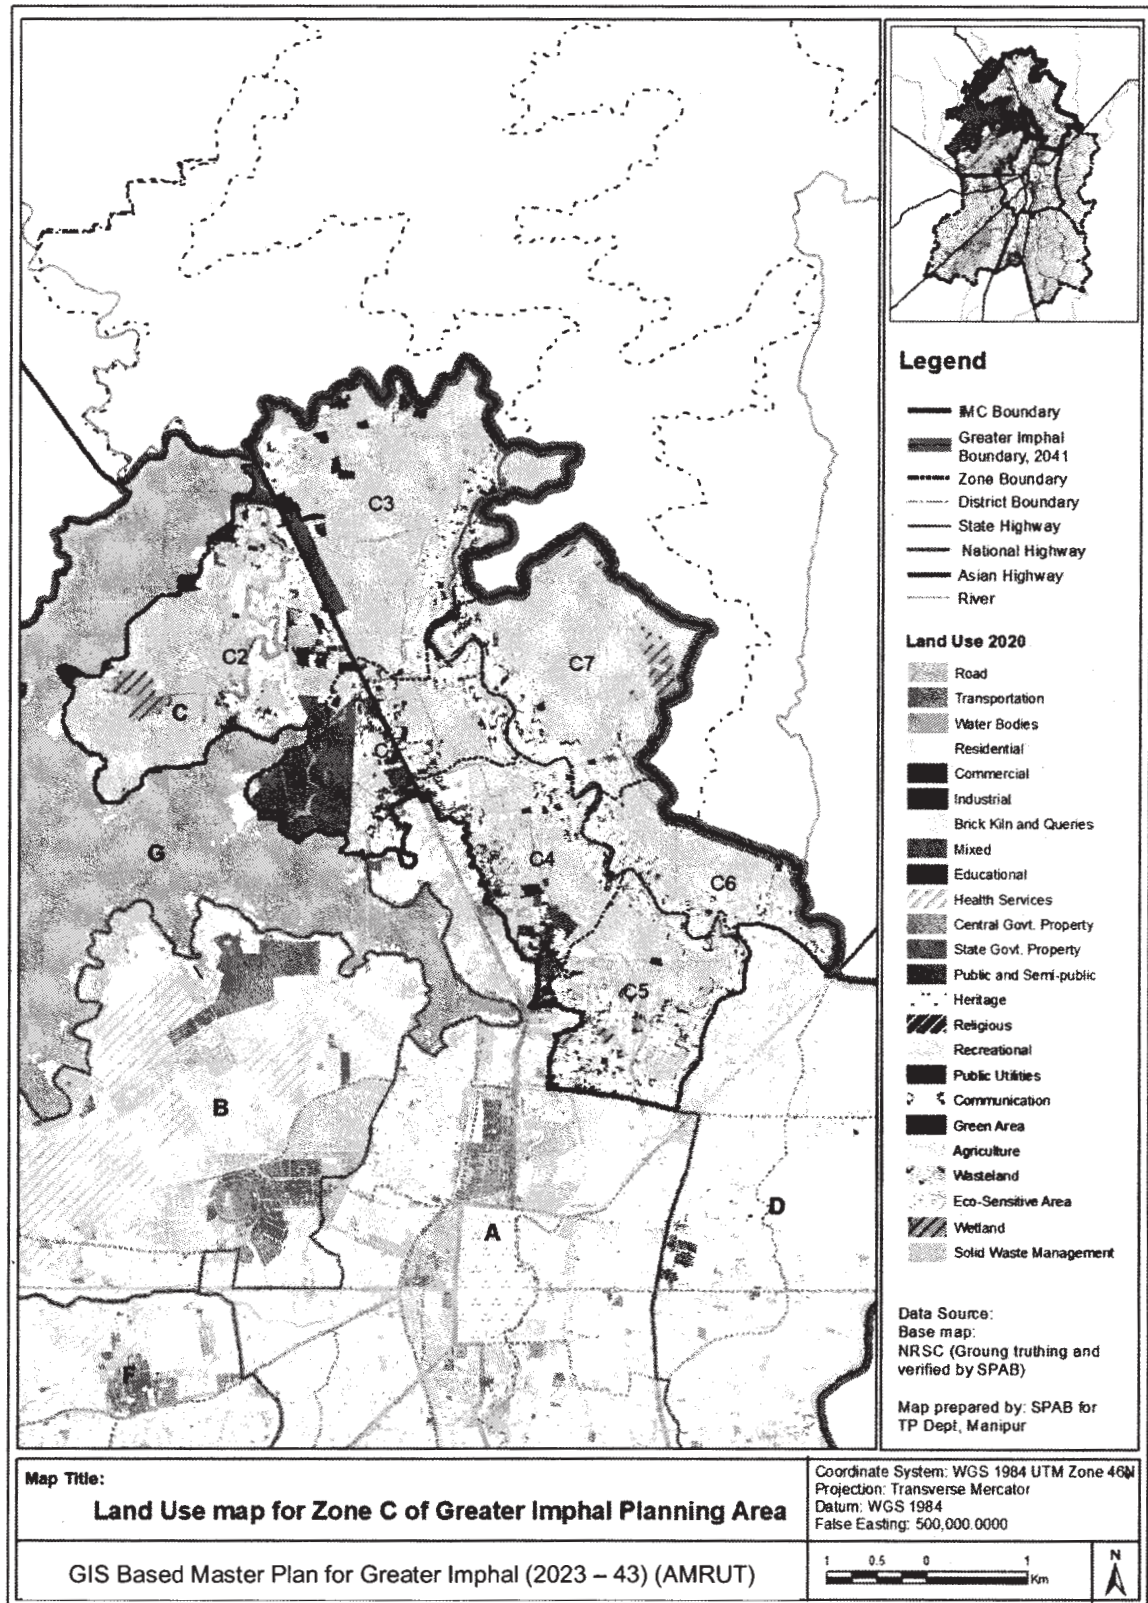 C3
C2
C7
C
G
C4
C6
C5
B
D
A
F
Legend
IMC Boundary
Greater Imphal
Boundary, 2041
Zone Boundary
District Boundary
State Highway
National Highway
Asian Highway
River
Land Use 2020
Road
Transportation
Water Bodies
Residential
Commercial
Industrial
Brick Kiln and Queries
Mixed
Educational
Health Services
Central Govt. Property
State Govt. Property
Public and Semi-public
Heritage
Religious
Recreational
Public Utilities
Communication
Green Area
Agriculture
Wasteland
Eco-Sensitive Area
Wetland
Solid Waste Management
Data Source:
Base map:
NRSC (Groung truthing and
verified by SPAB)
Map prepared by: SPAB for
TP Dept, Manipur
Map Title:
Land Use map for Zone C of Greater Imphal Planning Area
GIS Based Master Plan for Greater Imphal (2023 – 43) (AMRUT)
Coordinate System: WGS 1984 UTM Zone 46N
Projection: Transverse Mercator
Datum: WGS 1984
False Easting: 500,000.0000
1 0.5 0 1
Km
N